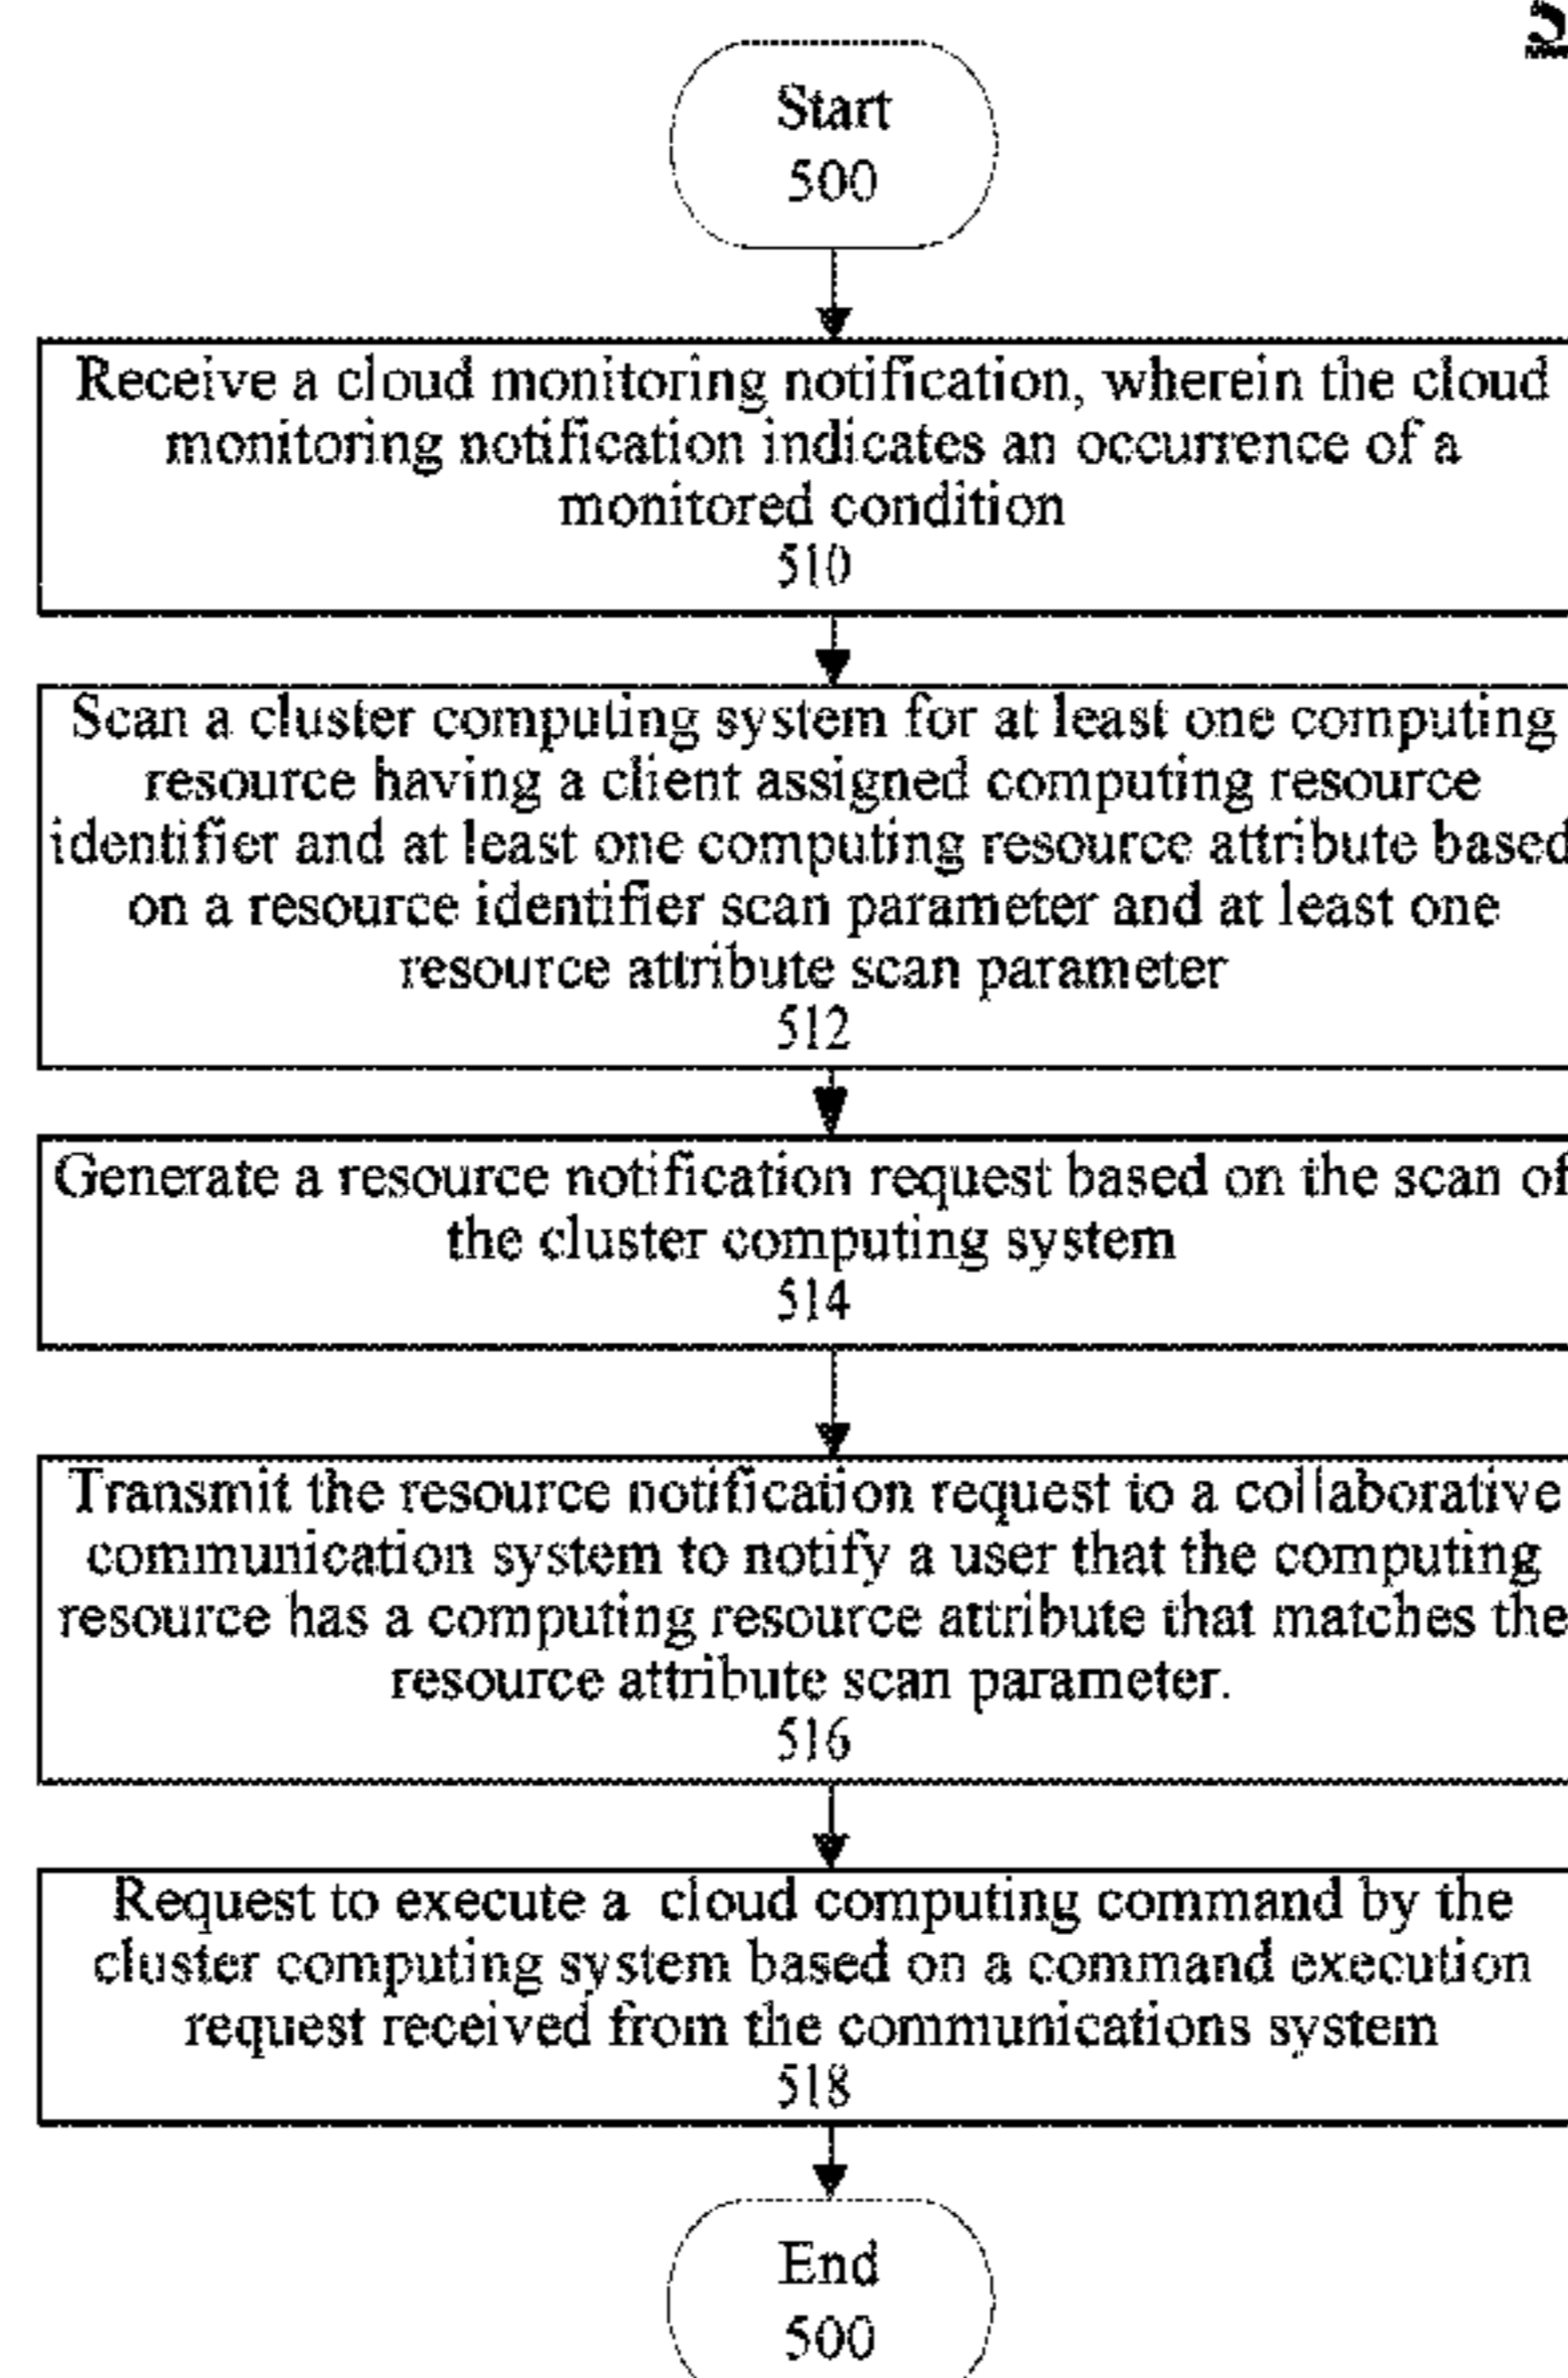 Start
500
Receive a cloud monitoring notification, wherein the cloud
monitoring notification indicates an occurrence of a
monitored condition
510
Scan a cluster computing system for at least one computing
resource having a client assigned computing resource
identifier and at least one computing resource attribute based
on a resource identifier scan parameter and at least one
resource attribute scan parameter
512
Generate a resource notification request based on the scan of
the cluster computing system
514
Transmit the resource notification request to a collaborative
communication system to notify a user that the computing
resource has a computing resource attribute that matches the
resource attribute scan parameter.
516
Request to execute a cloud computing command by the
cluster computing system based on a command execution
request received from the communications system
518
End
500